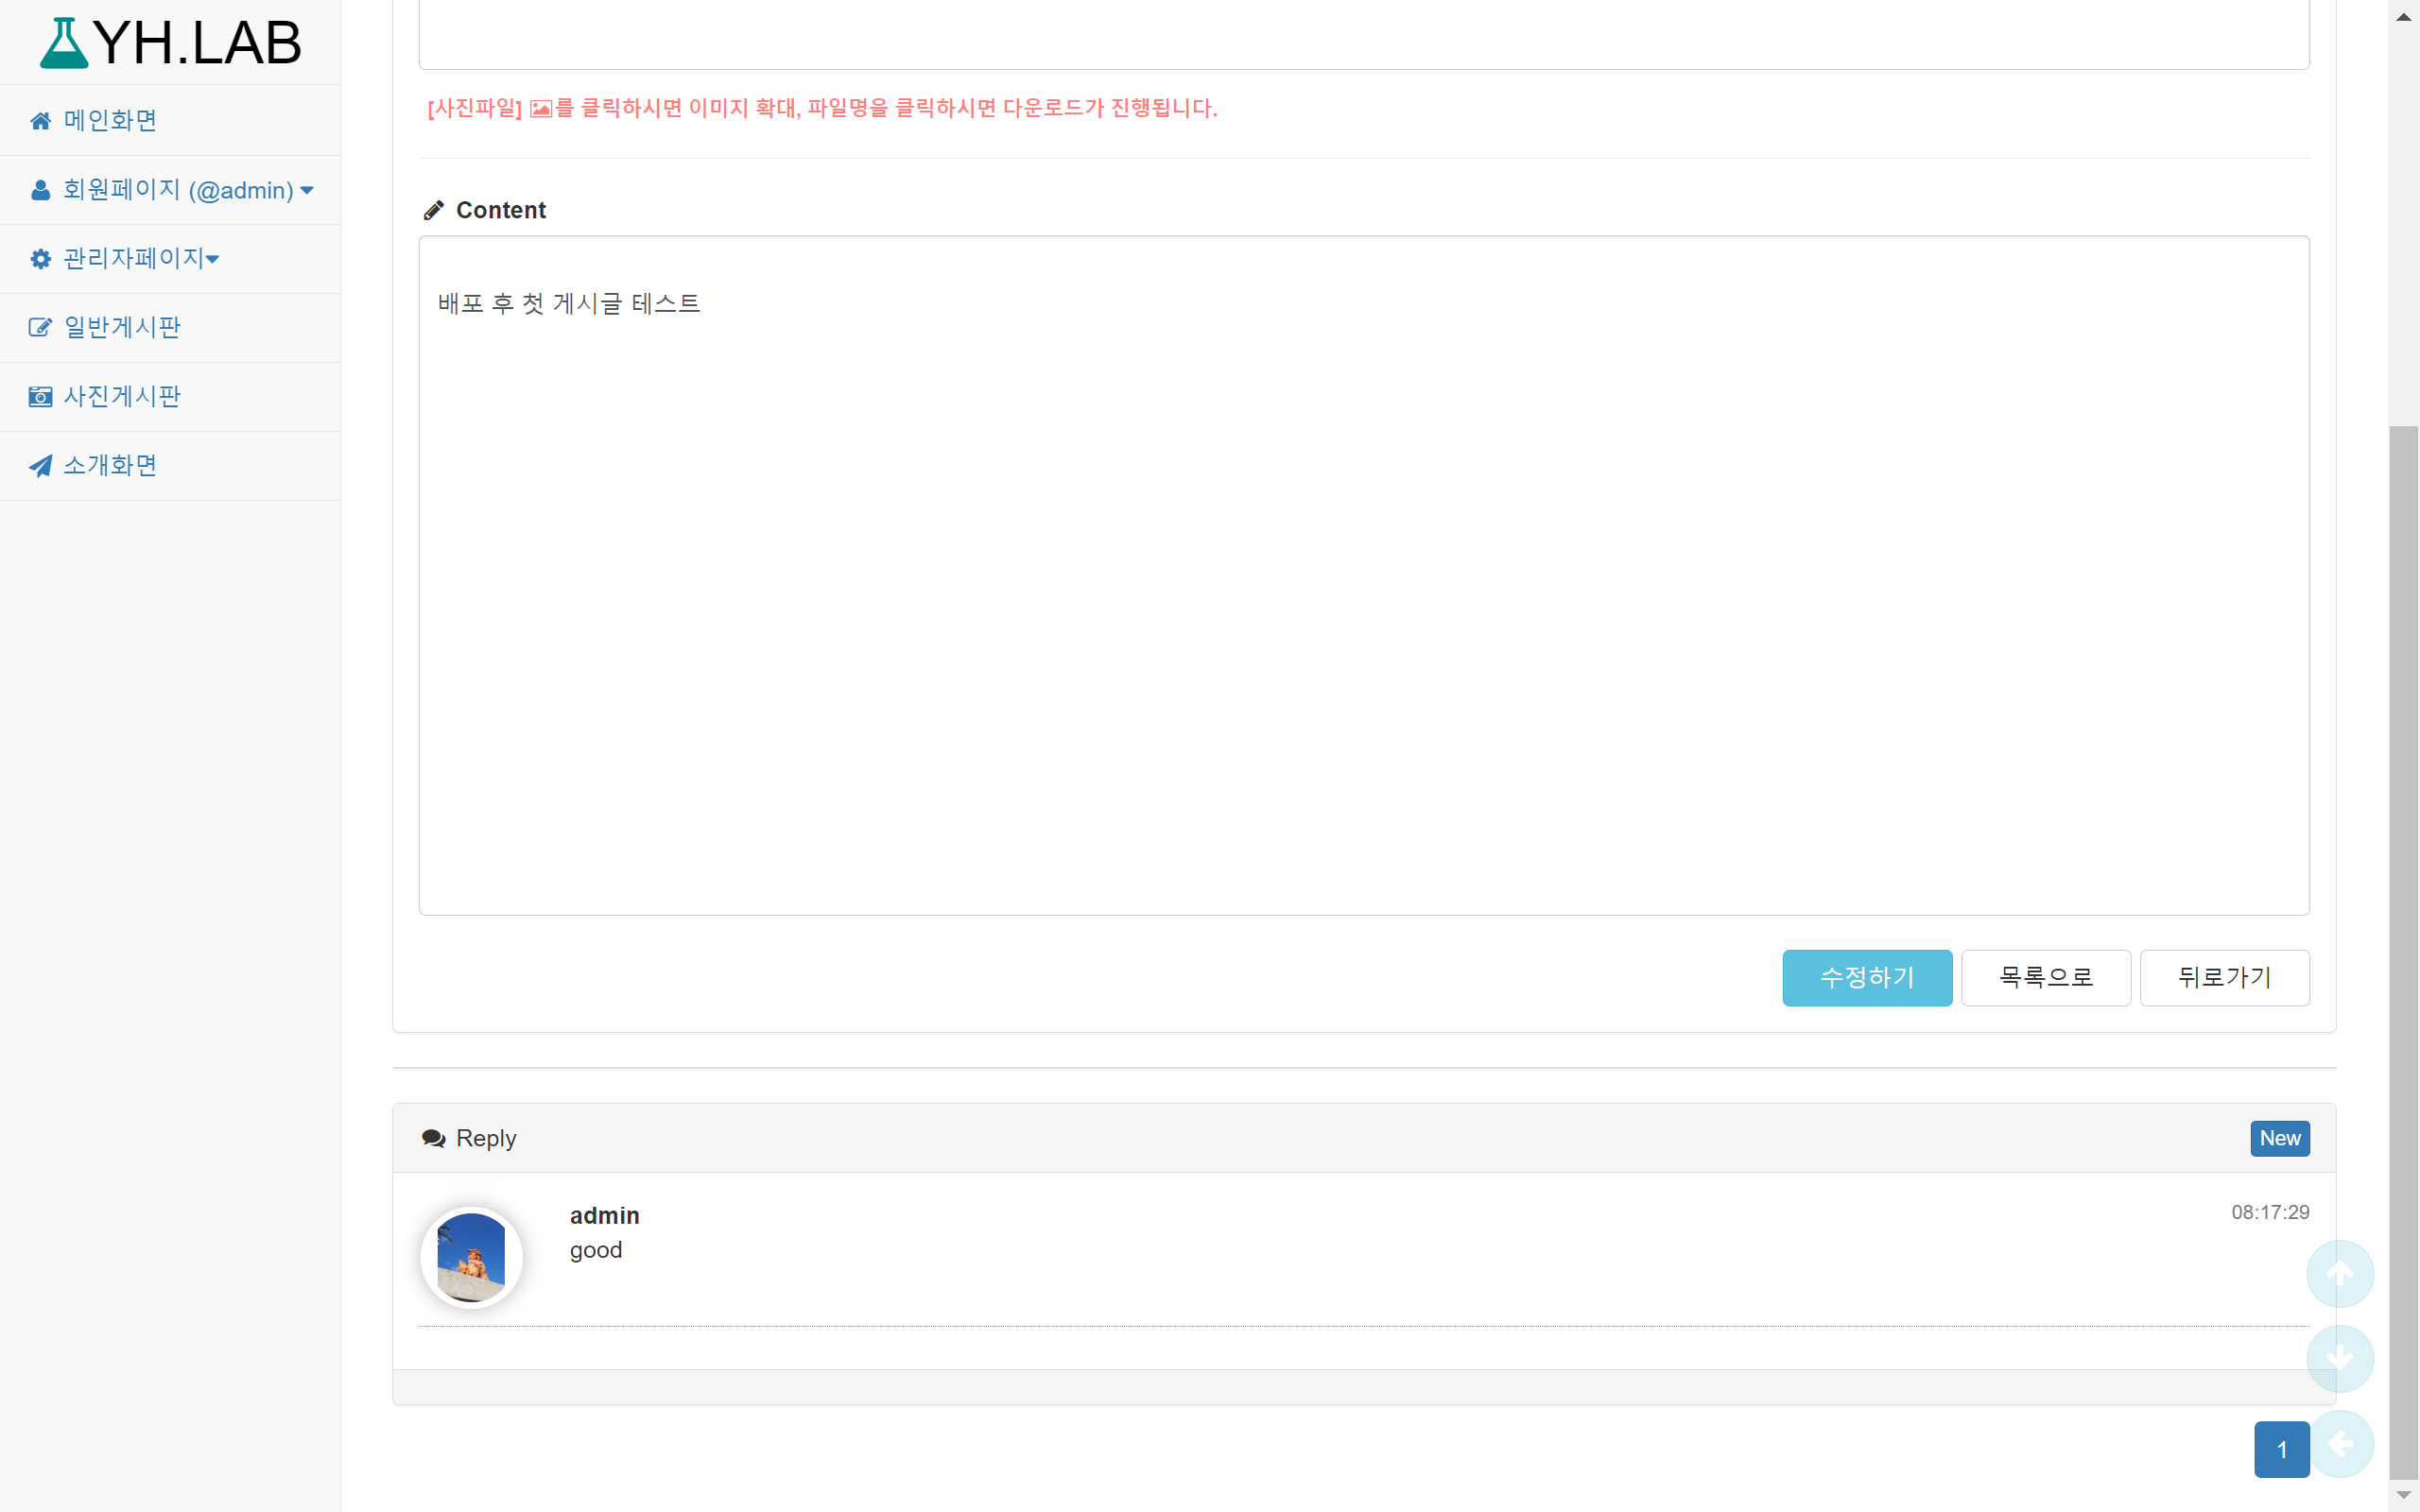 YH.LAB
메인화면
회원페이지 (@admin)
관리자페이지
일반게시판
사진게시판
소개화면
[사진파일] 를 클릭하시면 이미지 확대, 파일명을 클릭하시면 다운로드가 진행됩니다.
Content
배포 후 첫 게시글 테스트
수정하기 목록으로 뒤로가기
Reply New
admin 08:17:29
good
1